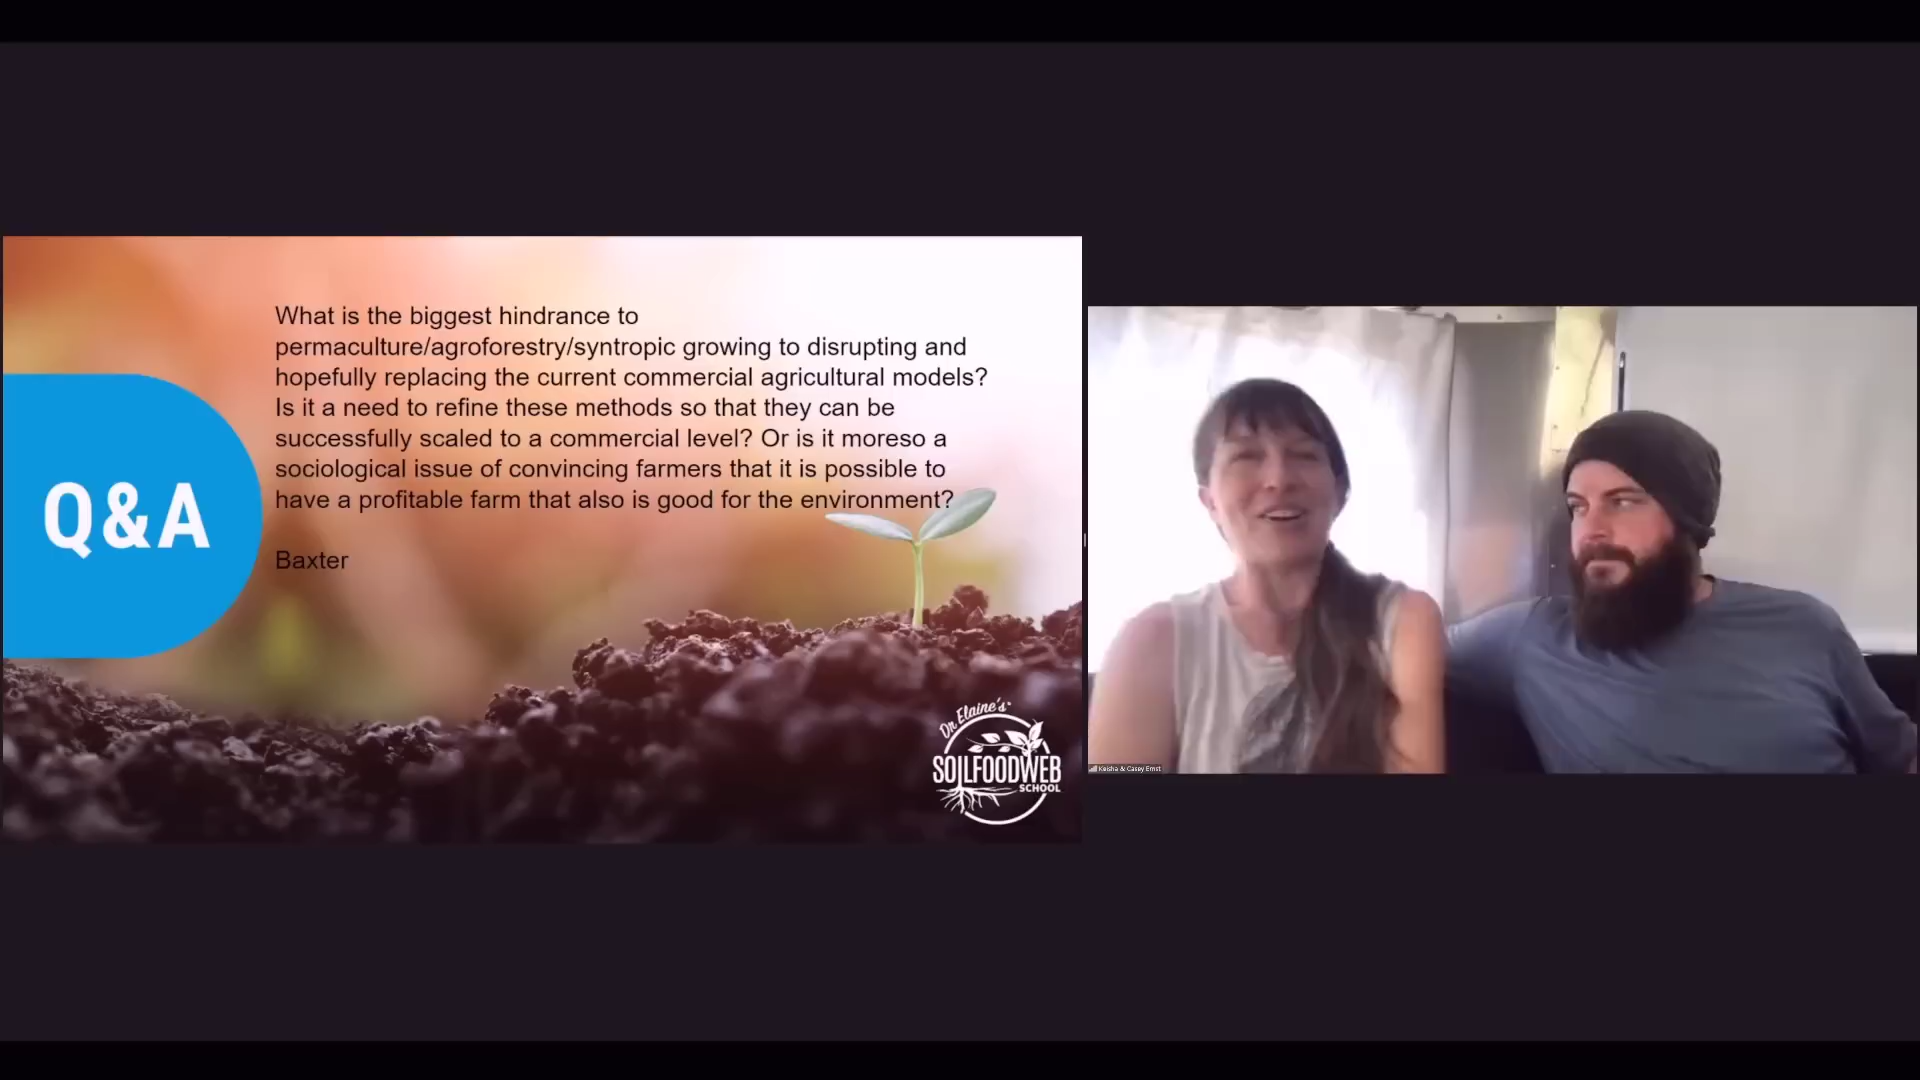 What is the biggest hindrance to
permaculture/agroforestry/syntropic growing to disrupting and
hopefully replacing the current commercial agricultural models?
Is it a need to refine these methods so that they can be
successfully scaled to a commercial level? Or is it moreso a
sociological issue of convincing farmers that it is possible to
have a profitable farm that also is good for the environment?
Baxter
Q&A
Dr. Elaine's
SOILFOODWEB
SCHOOL
Keisha & Casey Ernst